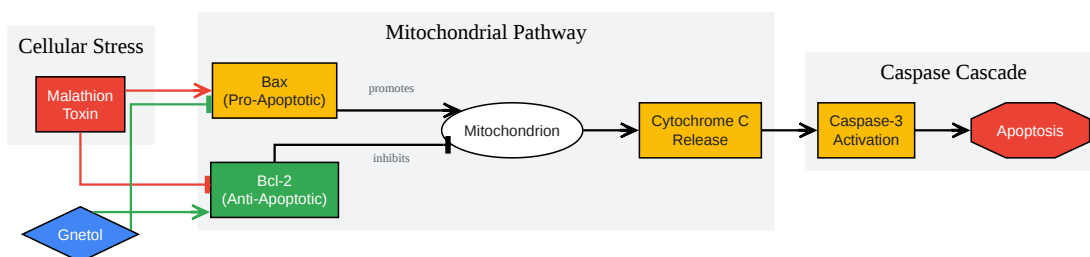 Cellular Stress
Malathion
Toxin
Gnetol
Mitochondrial Pathway
Bax
(Pro-Apoptotic)
promotes
Bcl-2
(Anti-Apoptotic)
inhibits
Mitochondrion
Cytochrome C
Release
Caspase Cascade
Caspase-3
Activation
Apoptosis